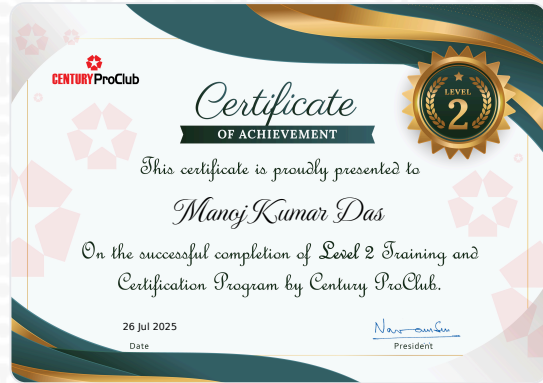 CENTURY ProClub
Certificate
OF ACHIEVEMENT
LEVEL
2
This certificate is proudly presented to
Manoj Kumar Das
On the successful completion of Level 2 Training and
Certification Program by Century ProClub.
26 Jul 2025
Date
President